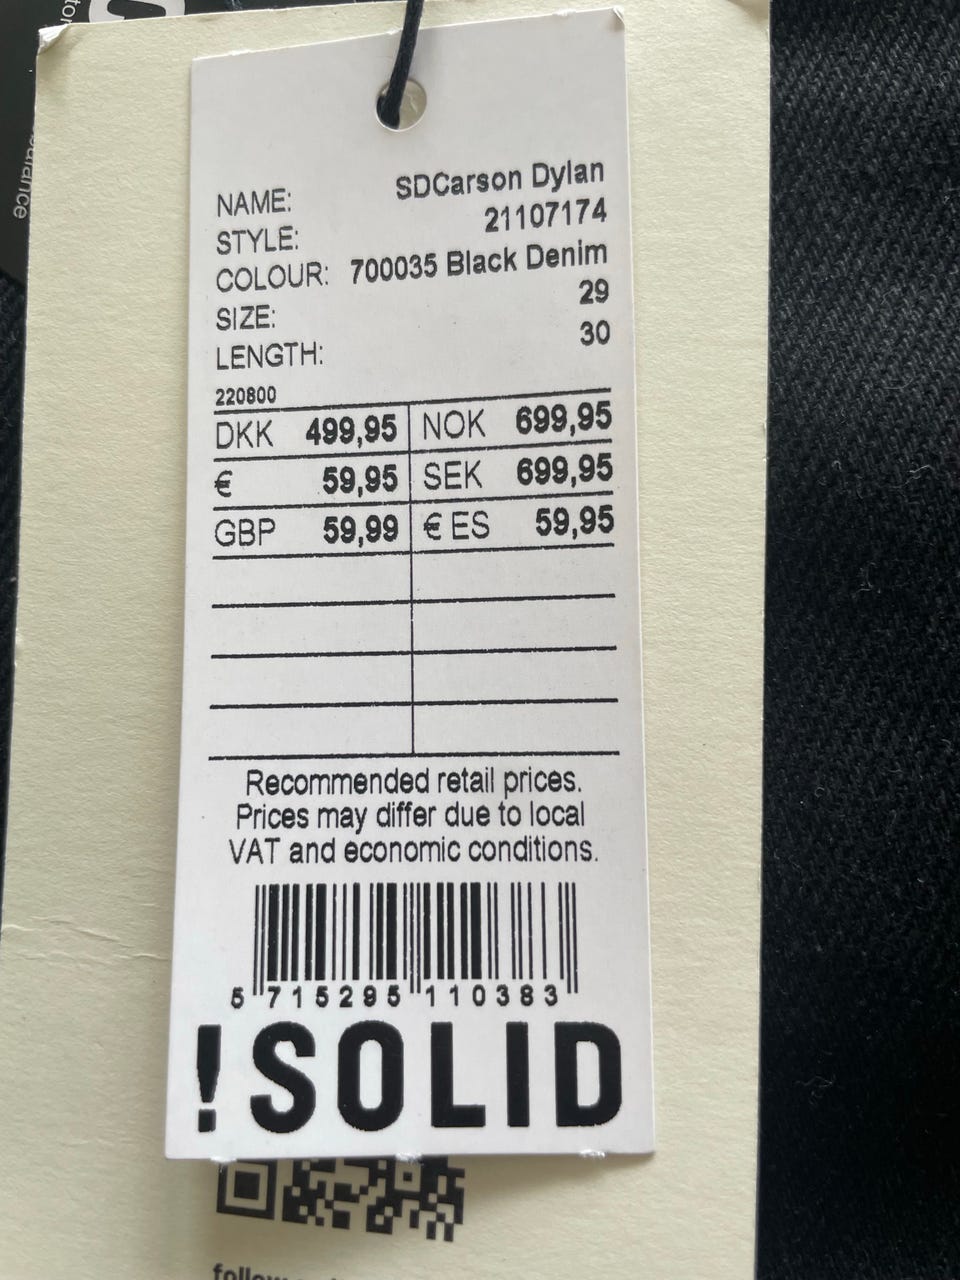 NAME: SDCarson Dylan
STYLE: 21107174
COLOUR: 700035 Black Denim
SIZE: 29
LENGTH: 30
220800
DKK 499,95 NOK 699,95
€ 59,95 SEK 699,95
GBP 59,99 € ES 59,95
Recommended retail prices.
Prices may differ due to local
VAT and economic conditions.
5 715295 110383
!SOLID